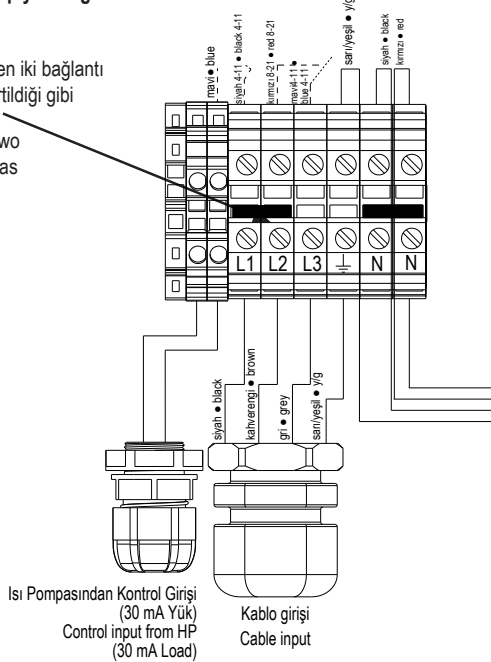 en iki bağlantı
rtildiği gibi
wo
as
mavi ● blue
siyah 4-11 ● black 4-11
kırmızı 8-21 ● red 8-21
mavi4-11●
blue 4-11
sarı/yeşil ● y/g
siyah ● black
kırmızı ● red
L1 L2 L3 N N
siyah ● black
kahverengi ● brown
gri ● grey
sarı/yeşil ● y/g
Isı Pompasından Kontrol Girişi
(30 mA Yük)
Control input from HP
(30 mA Load)
Kablo girişi
Cable input